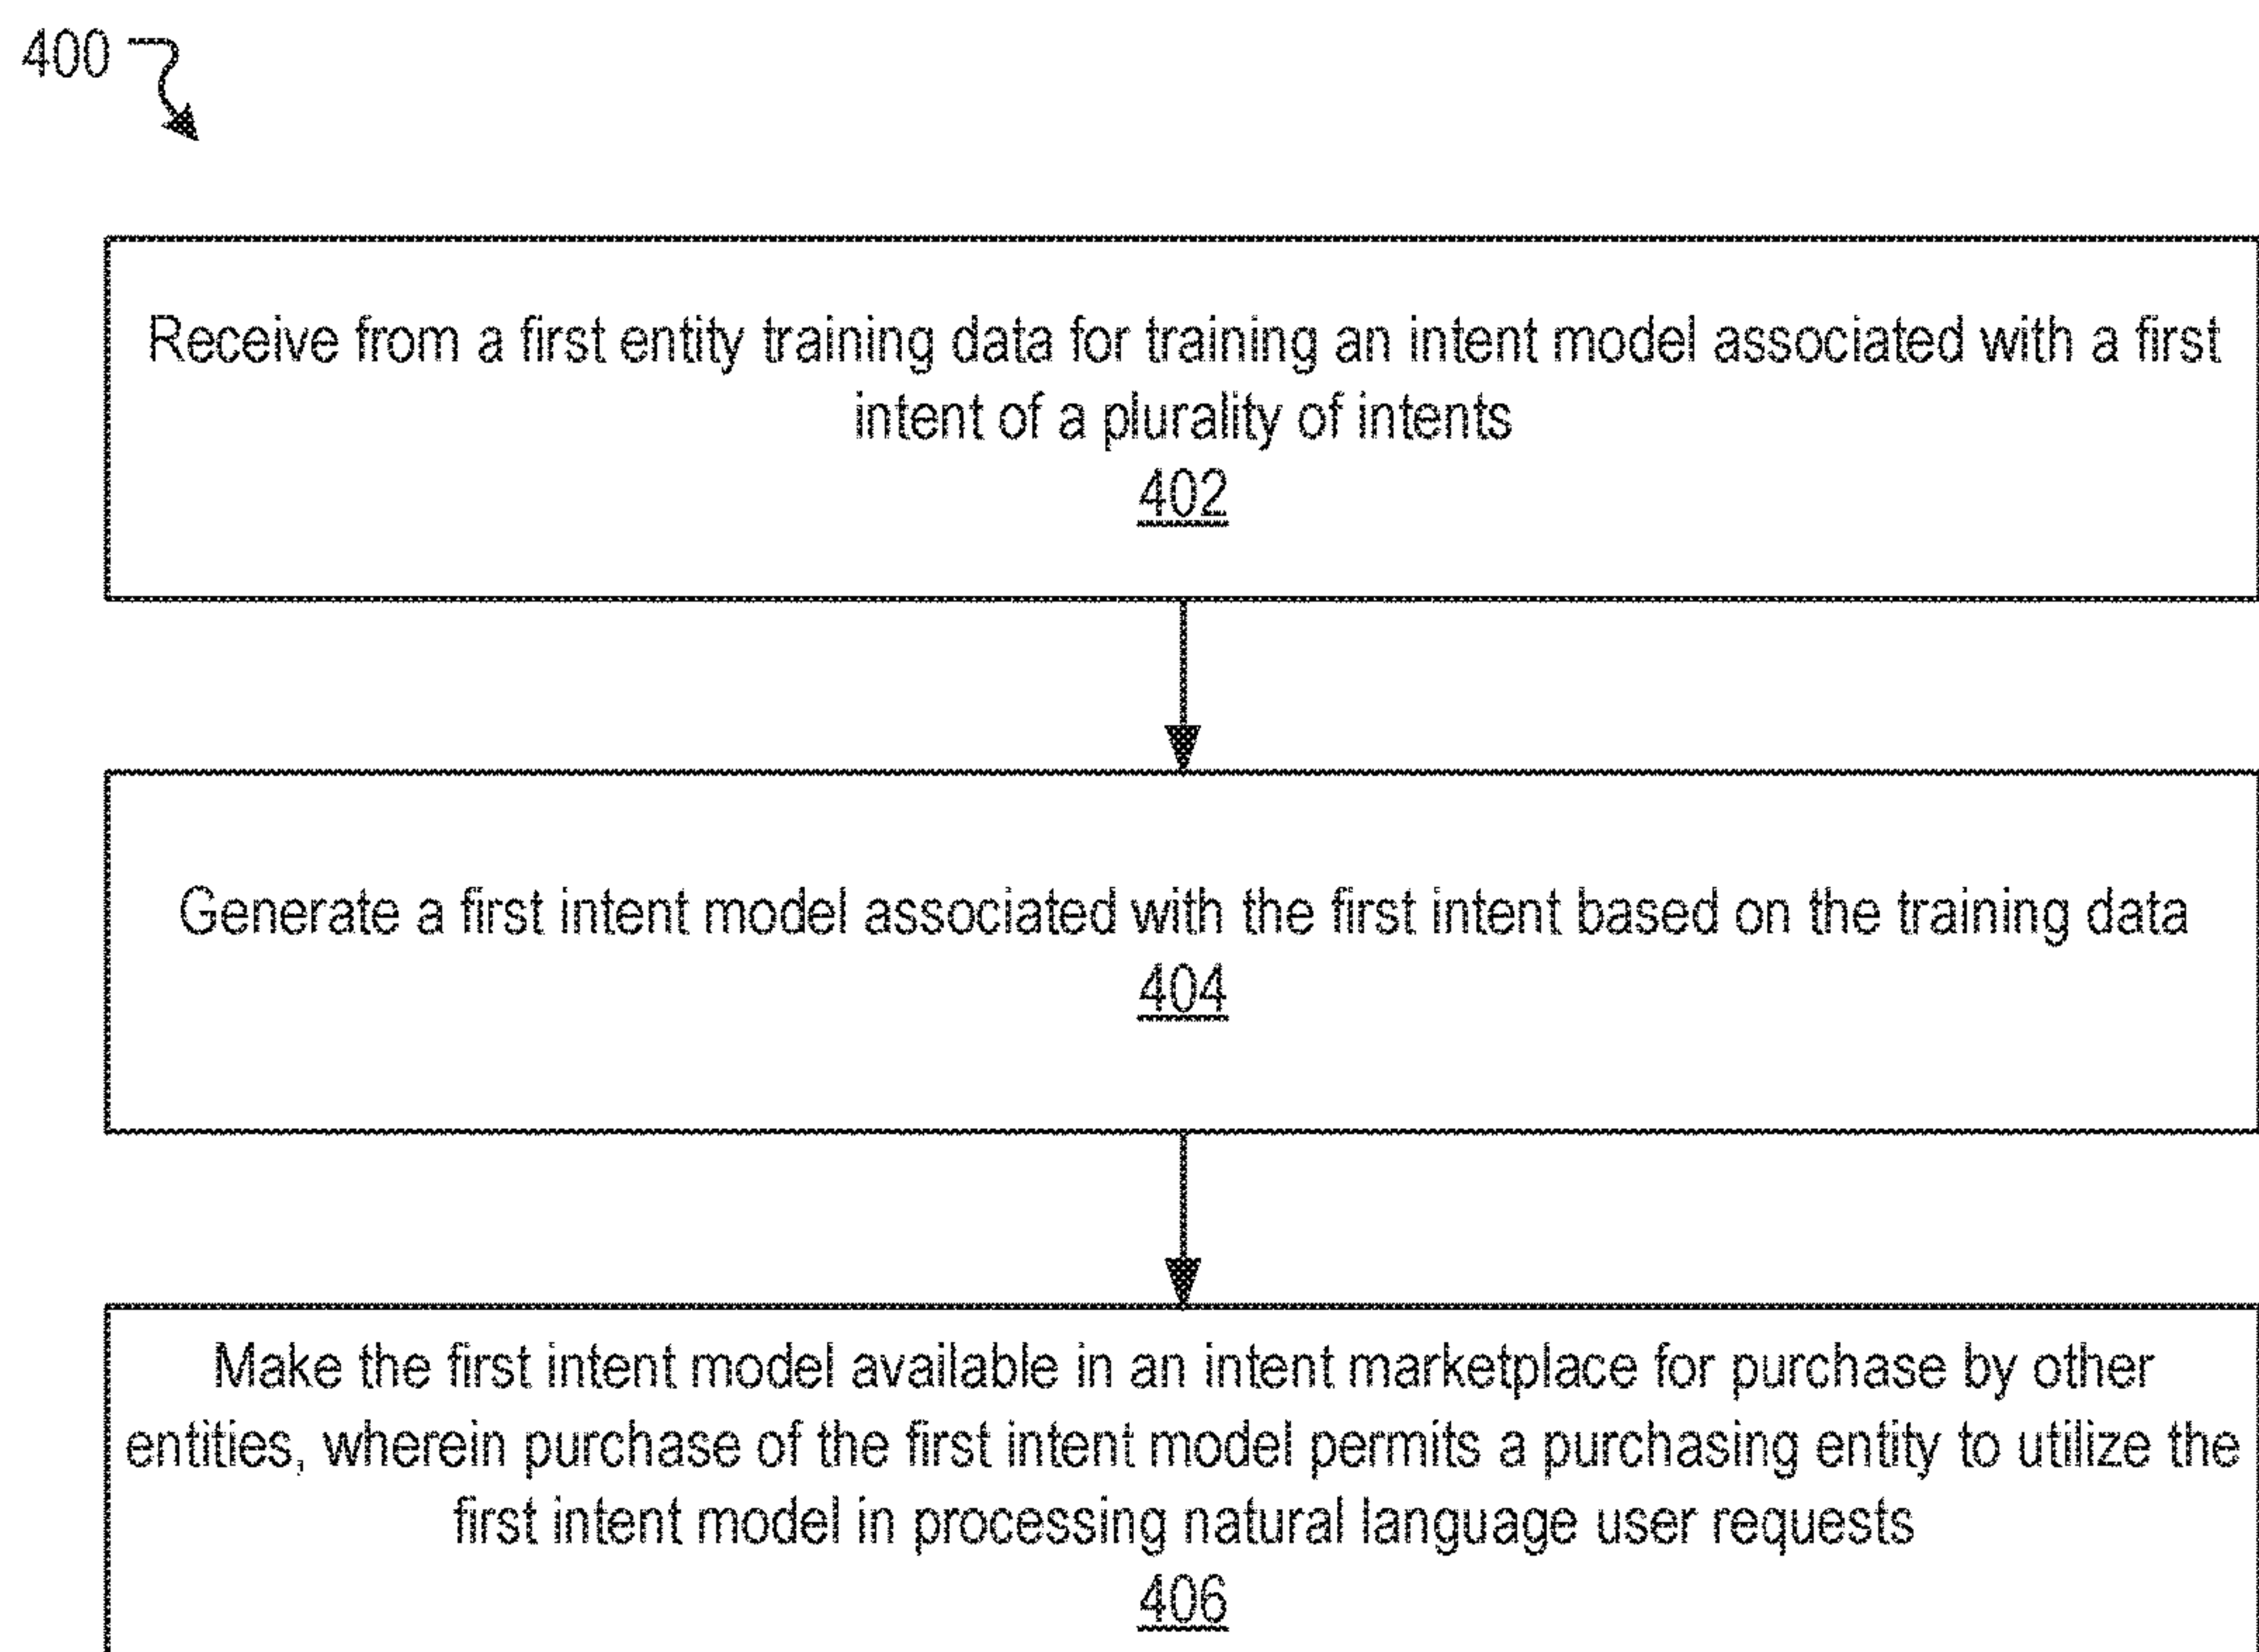 400
Receive from a first entity training data for training an intent model associated with a first
intent of a plurality of intents
402
Generate a first intent model associated with the first intent based on the training data
404
Make the first intent model available in an intent marketplace for purchase by other
entities, wherein purchase of the first intent model permits a purchasing entity to utilize the
first intent model in processing natural language user requests
406